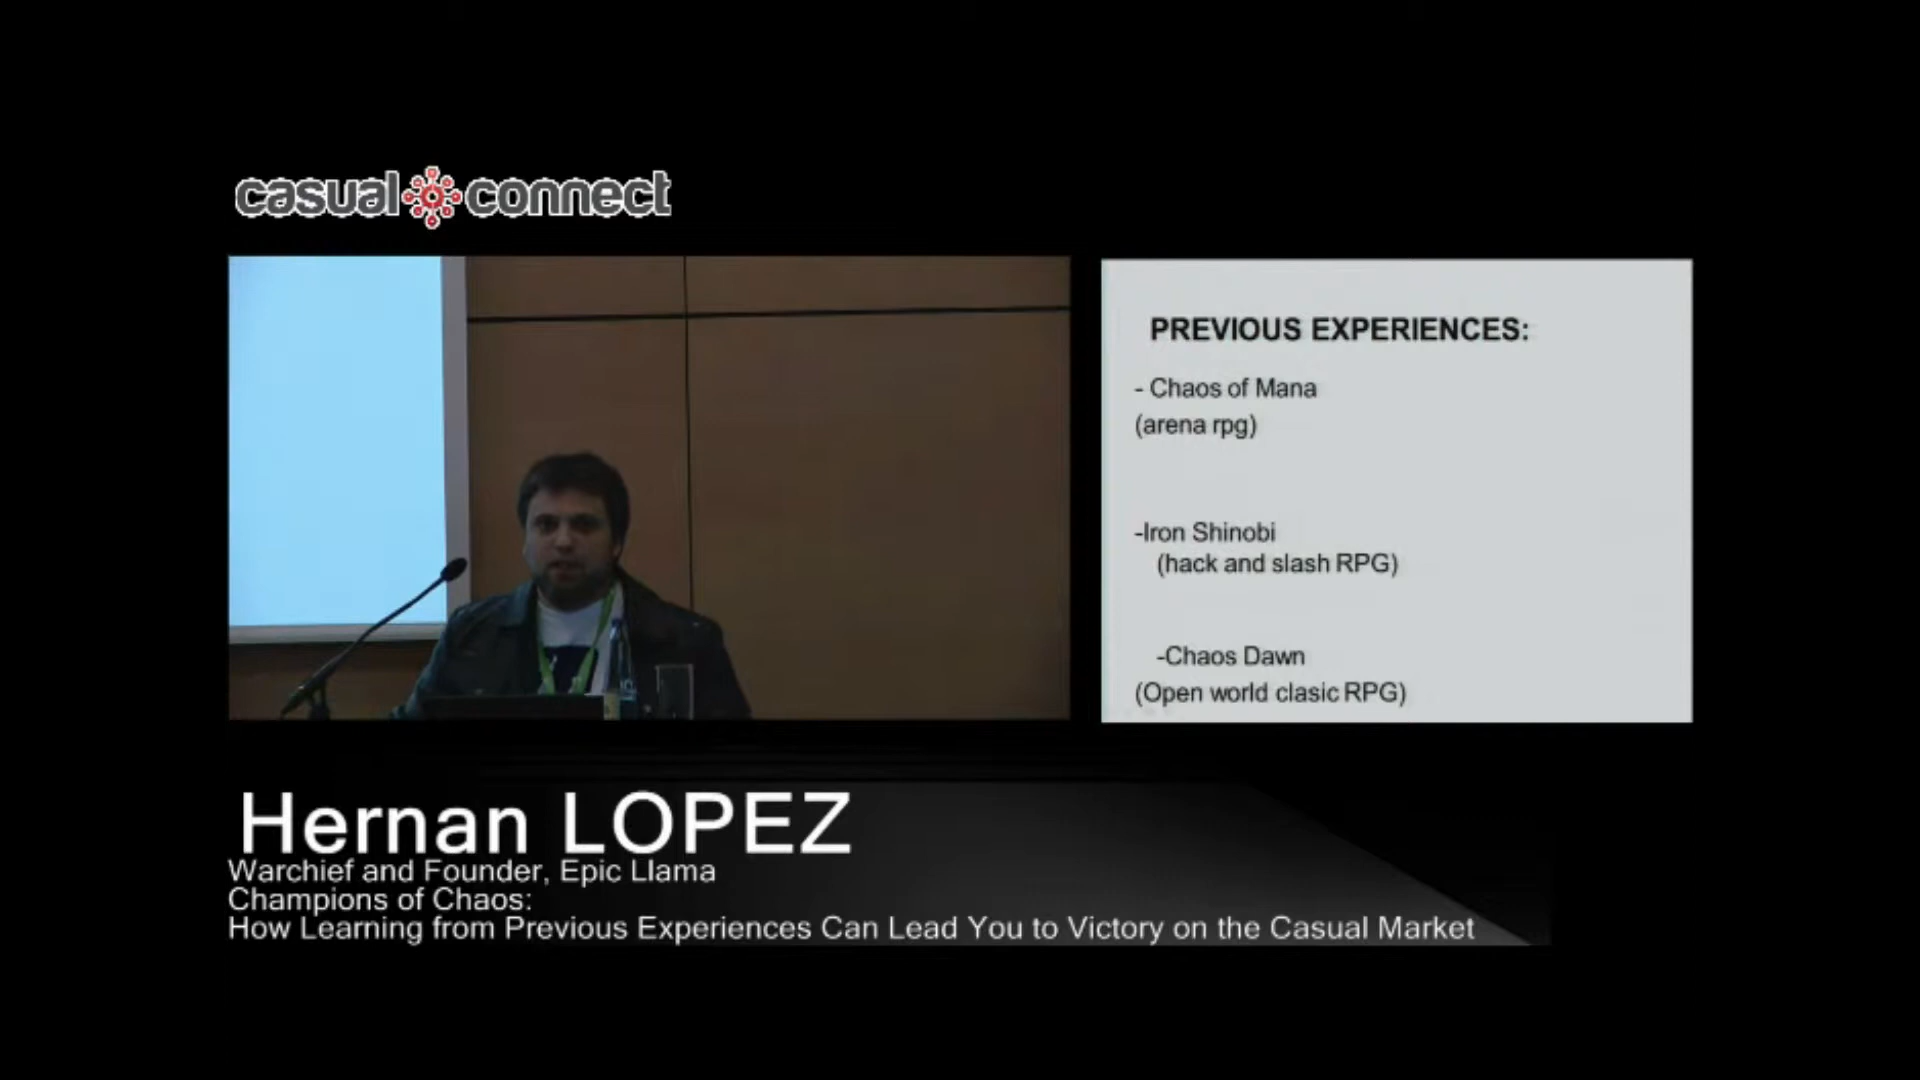 casual connect
PREVIOUS EXPERIENCES:
- Chaos of Mana
(arena rpg)
-Iron Shinobi
(hack and slash RPG)
-Chaos Dawn
(Open world clasic RPG)
Hernan LOPEZ
Warchief and Founder, Epic Llama
Champions of Chaos:
How Learning from Previous Experiences Can Lead You to Victory on the Casual Market